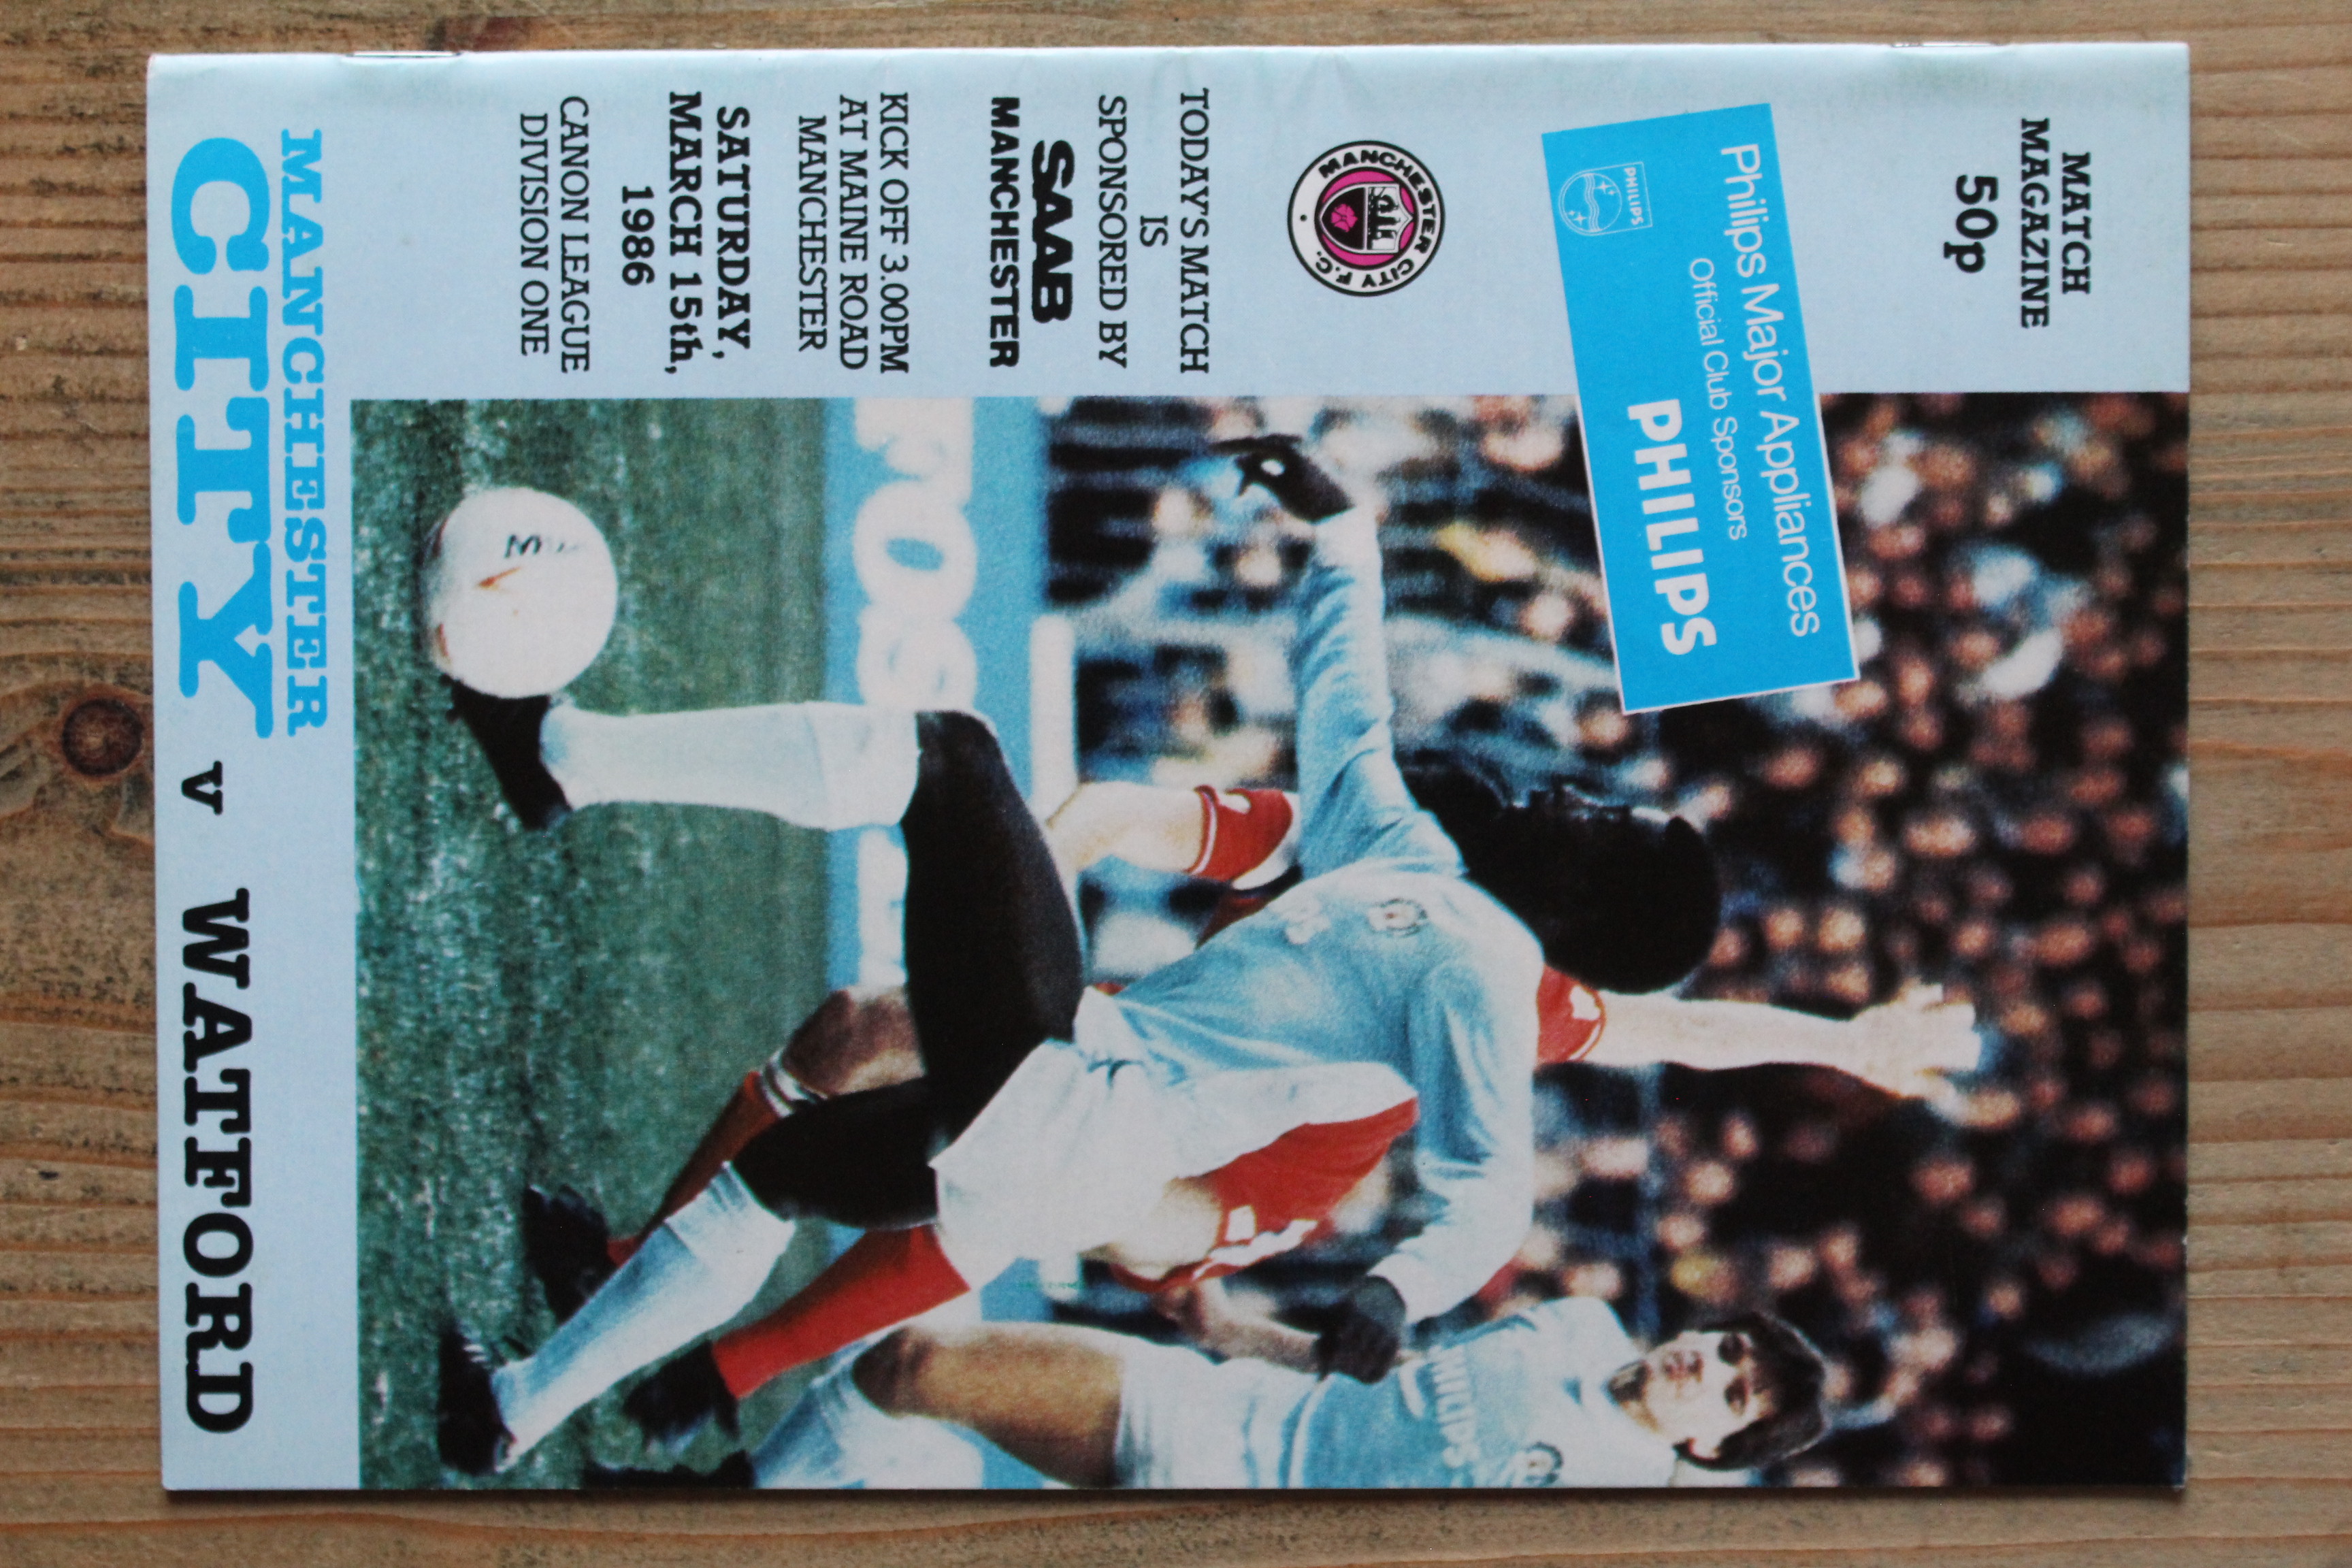 MATCH
MAGAZINE
50p
Philips Major Appliances
Official Club Sponsors
PHILIPS
PHILIPS
MANCHESTER CITY F.C.
TODAY'S MATCH
IS
SPONSORED BY
SAAB
MANCHESTER
KICK OFF 3.00PM
AT MAINE ROAD
MANCHESTER
SATURDAY,
MARCH 15th,
1986
CANON LEAGUE
DIVISION ONE
PHILIPS
MANCHESTER
CITY v WATFORD